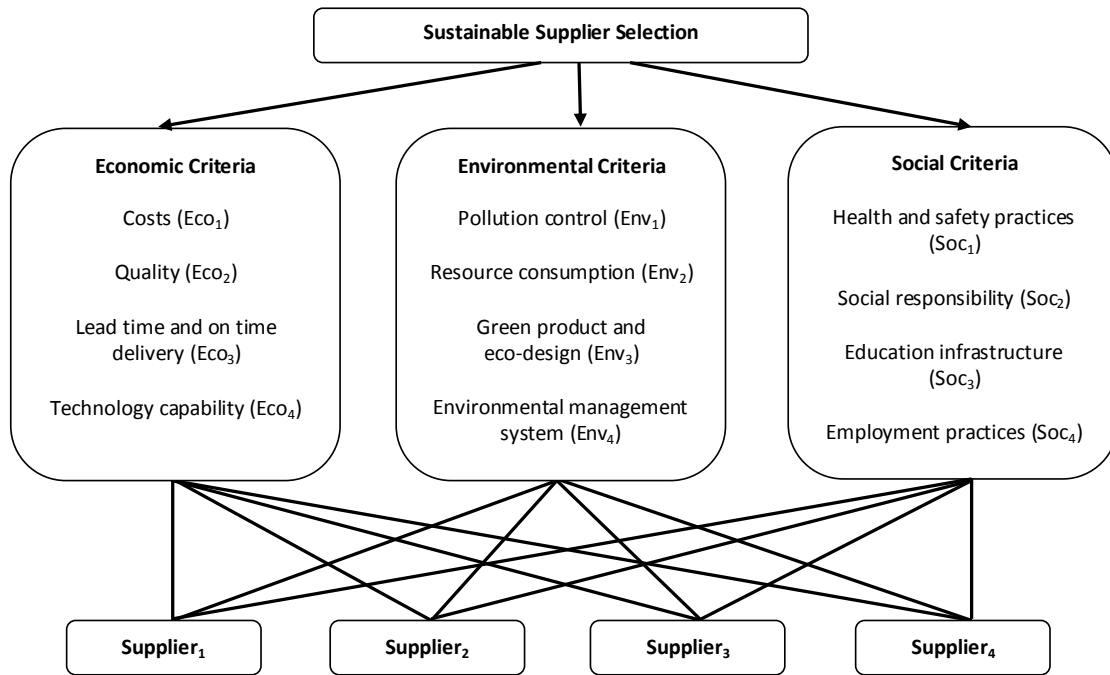 Sustainable Supplier Selection
Economic Criteria
Costs (Eco₁)
Quality (Eco₂)
Lead time and on time
delivery (Eco₃)
Technology capability (Eco₄)
Environmental Criteria
Pollution control (Env₁)
Resource consumption (Env₂)
Green product and
eco-design (Env₃)
Environmental management
system (Env₄)
Social Criteria
Health and safety practices
(Soc₁)
Social responsibility (Soc₂)
Education infrastructure
(Soc₃)
Employment practices (Soc₄)
Supplier₁
Supplier₂
Supplier₃
Supplier₄